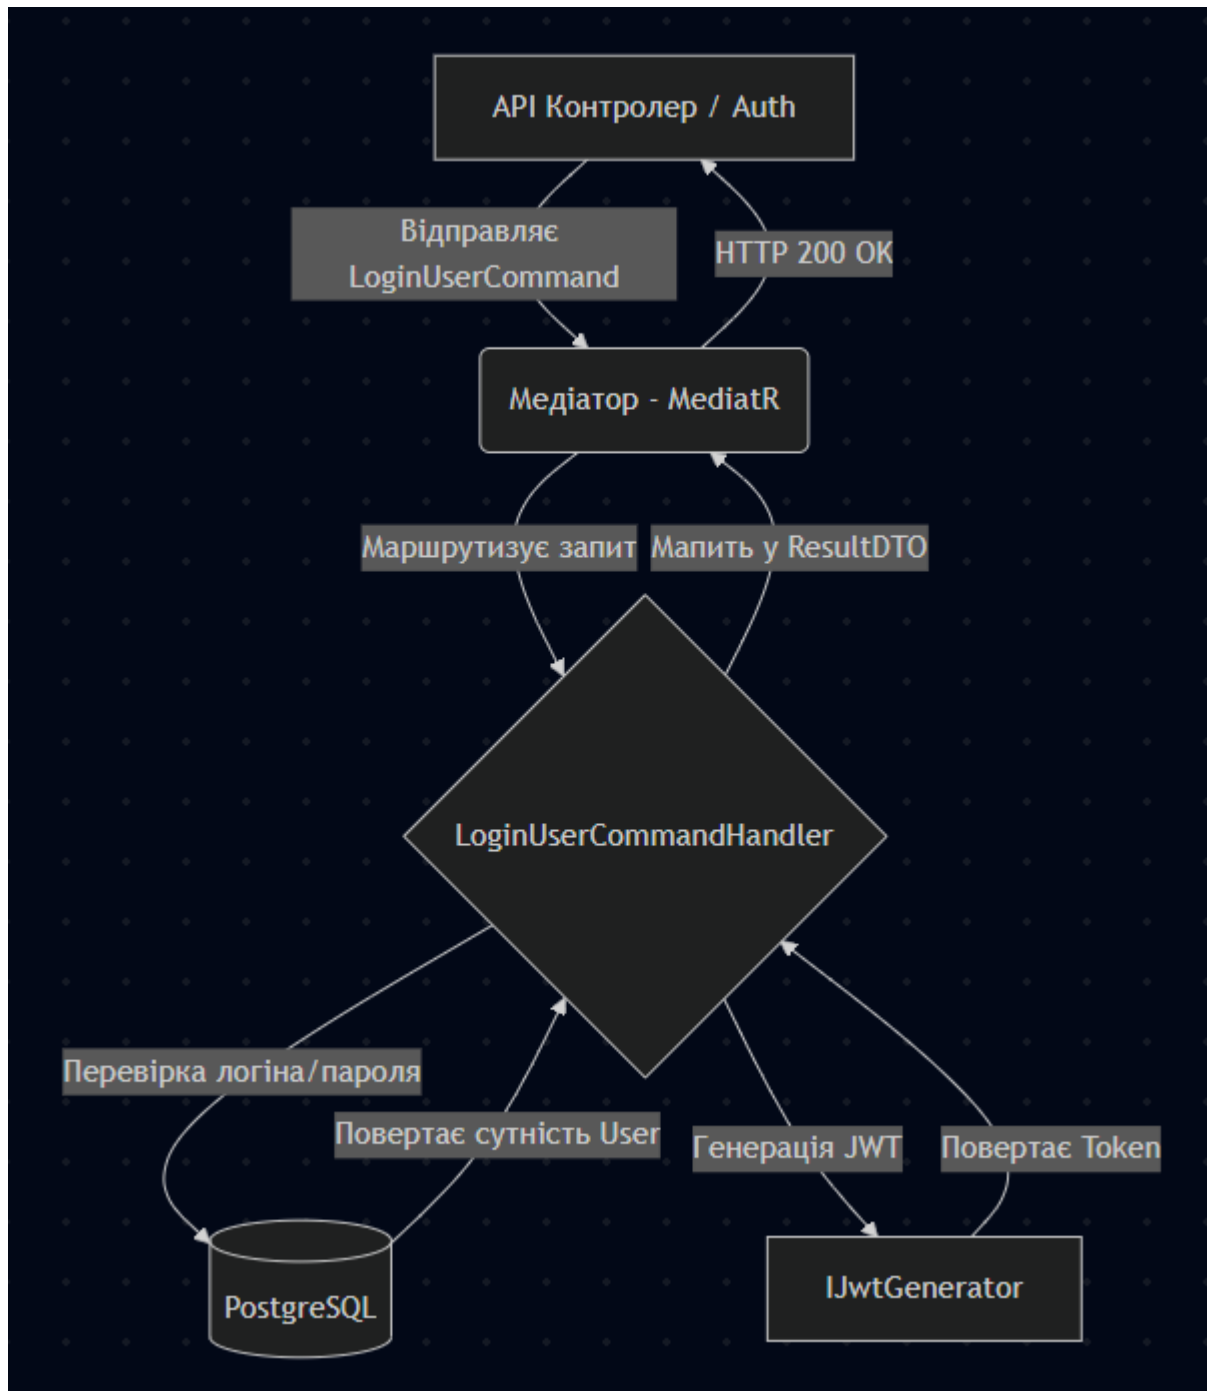 API Контролер / Auth
Відправляє
LoginUserCommand
HTTP 200 OK
Медіатор - MediatR
Маршрутизує запит
Мапить у ResultDTO
LoginUserCommandHandler
Перевірка логіна/пароля
Повертає сутність User
Генерація JWT
Повертає Token
PostgreSQL
IJwtGenerator